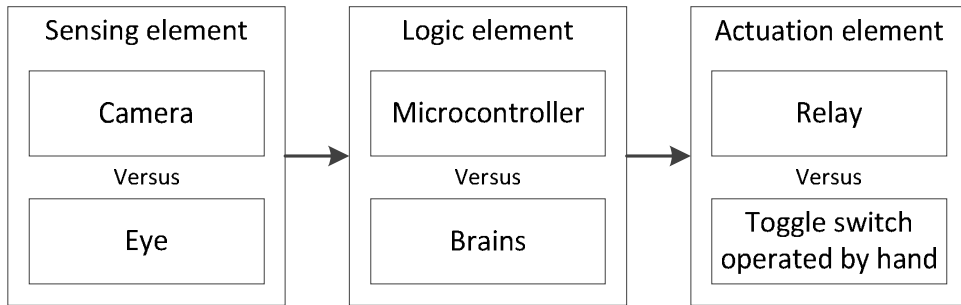 Sensing element
Camera
Versus
Eye
Logic element
Microcontroller
Versus
Brains
Actuation element
Relay
Versus
Toggle switch
operated by hand